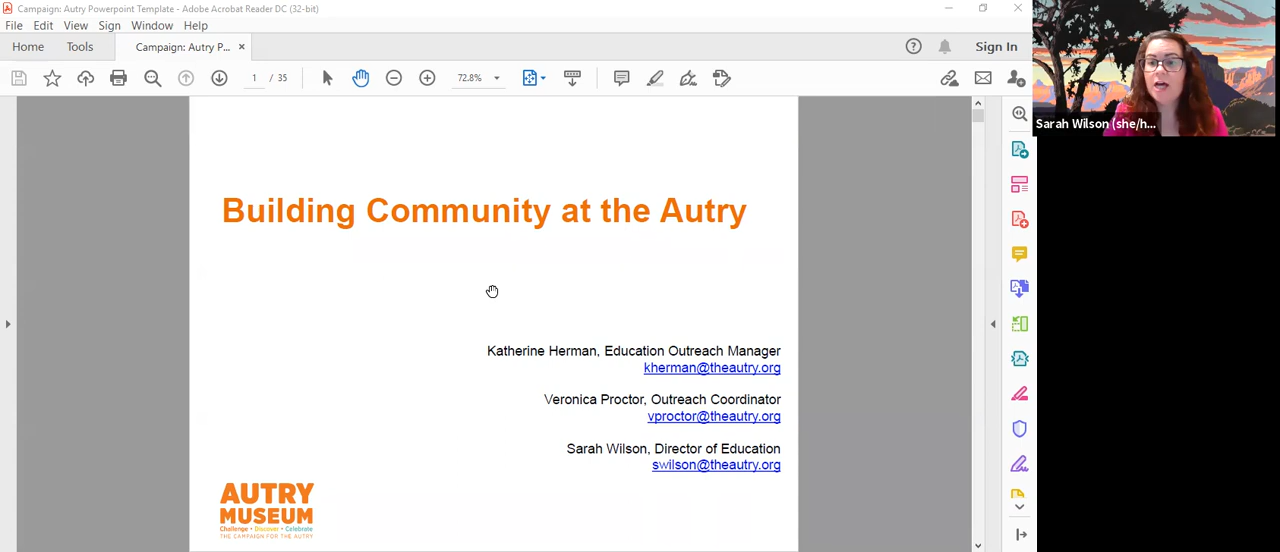 Campaign: Autry Powerpoint Template - Adobe Acrobat Reader DC (32-bit)
File Edit View Sign Window Help
Home Tools Campaign: Autry P... × Sign In
1 / 35 72.8%
Sarah Wilson (she/h...
Building Community at the Autry
Katherine Herman, Education Outreach Manager
kherman@theautry.org
Veronica Proctor, Outreach Coordinator
vproctor@theautry.org
Sarah Wilson, Director of Education
swilson@theautry.org
AUTRY
MUSEUM
Challenge • Discover • Celebrate
THE CAMPAIGN FOR THE AUTRY